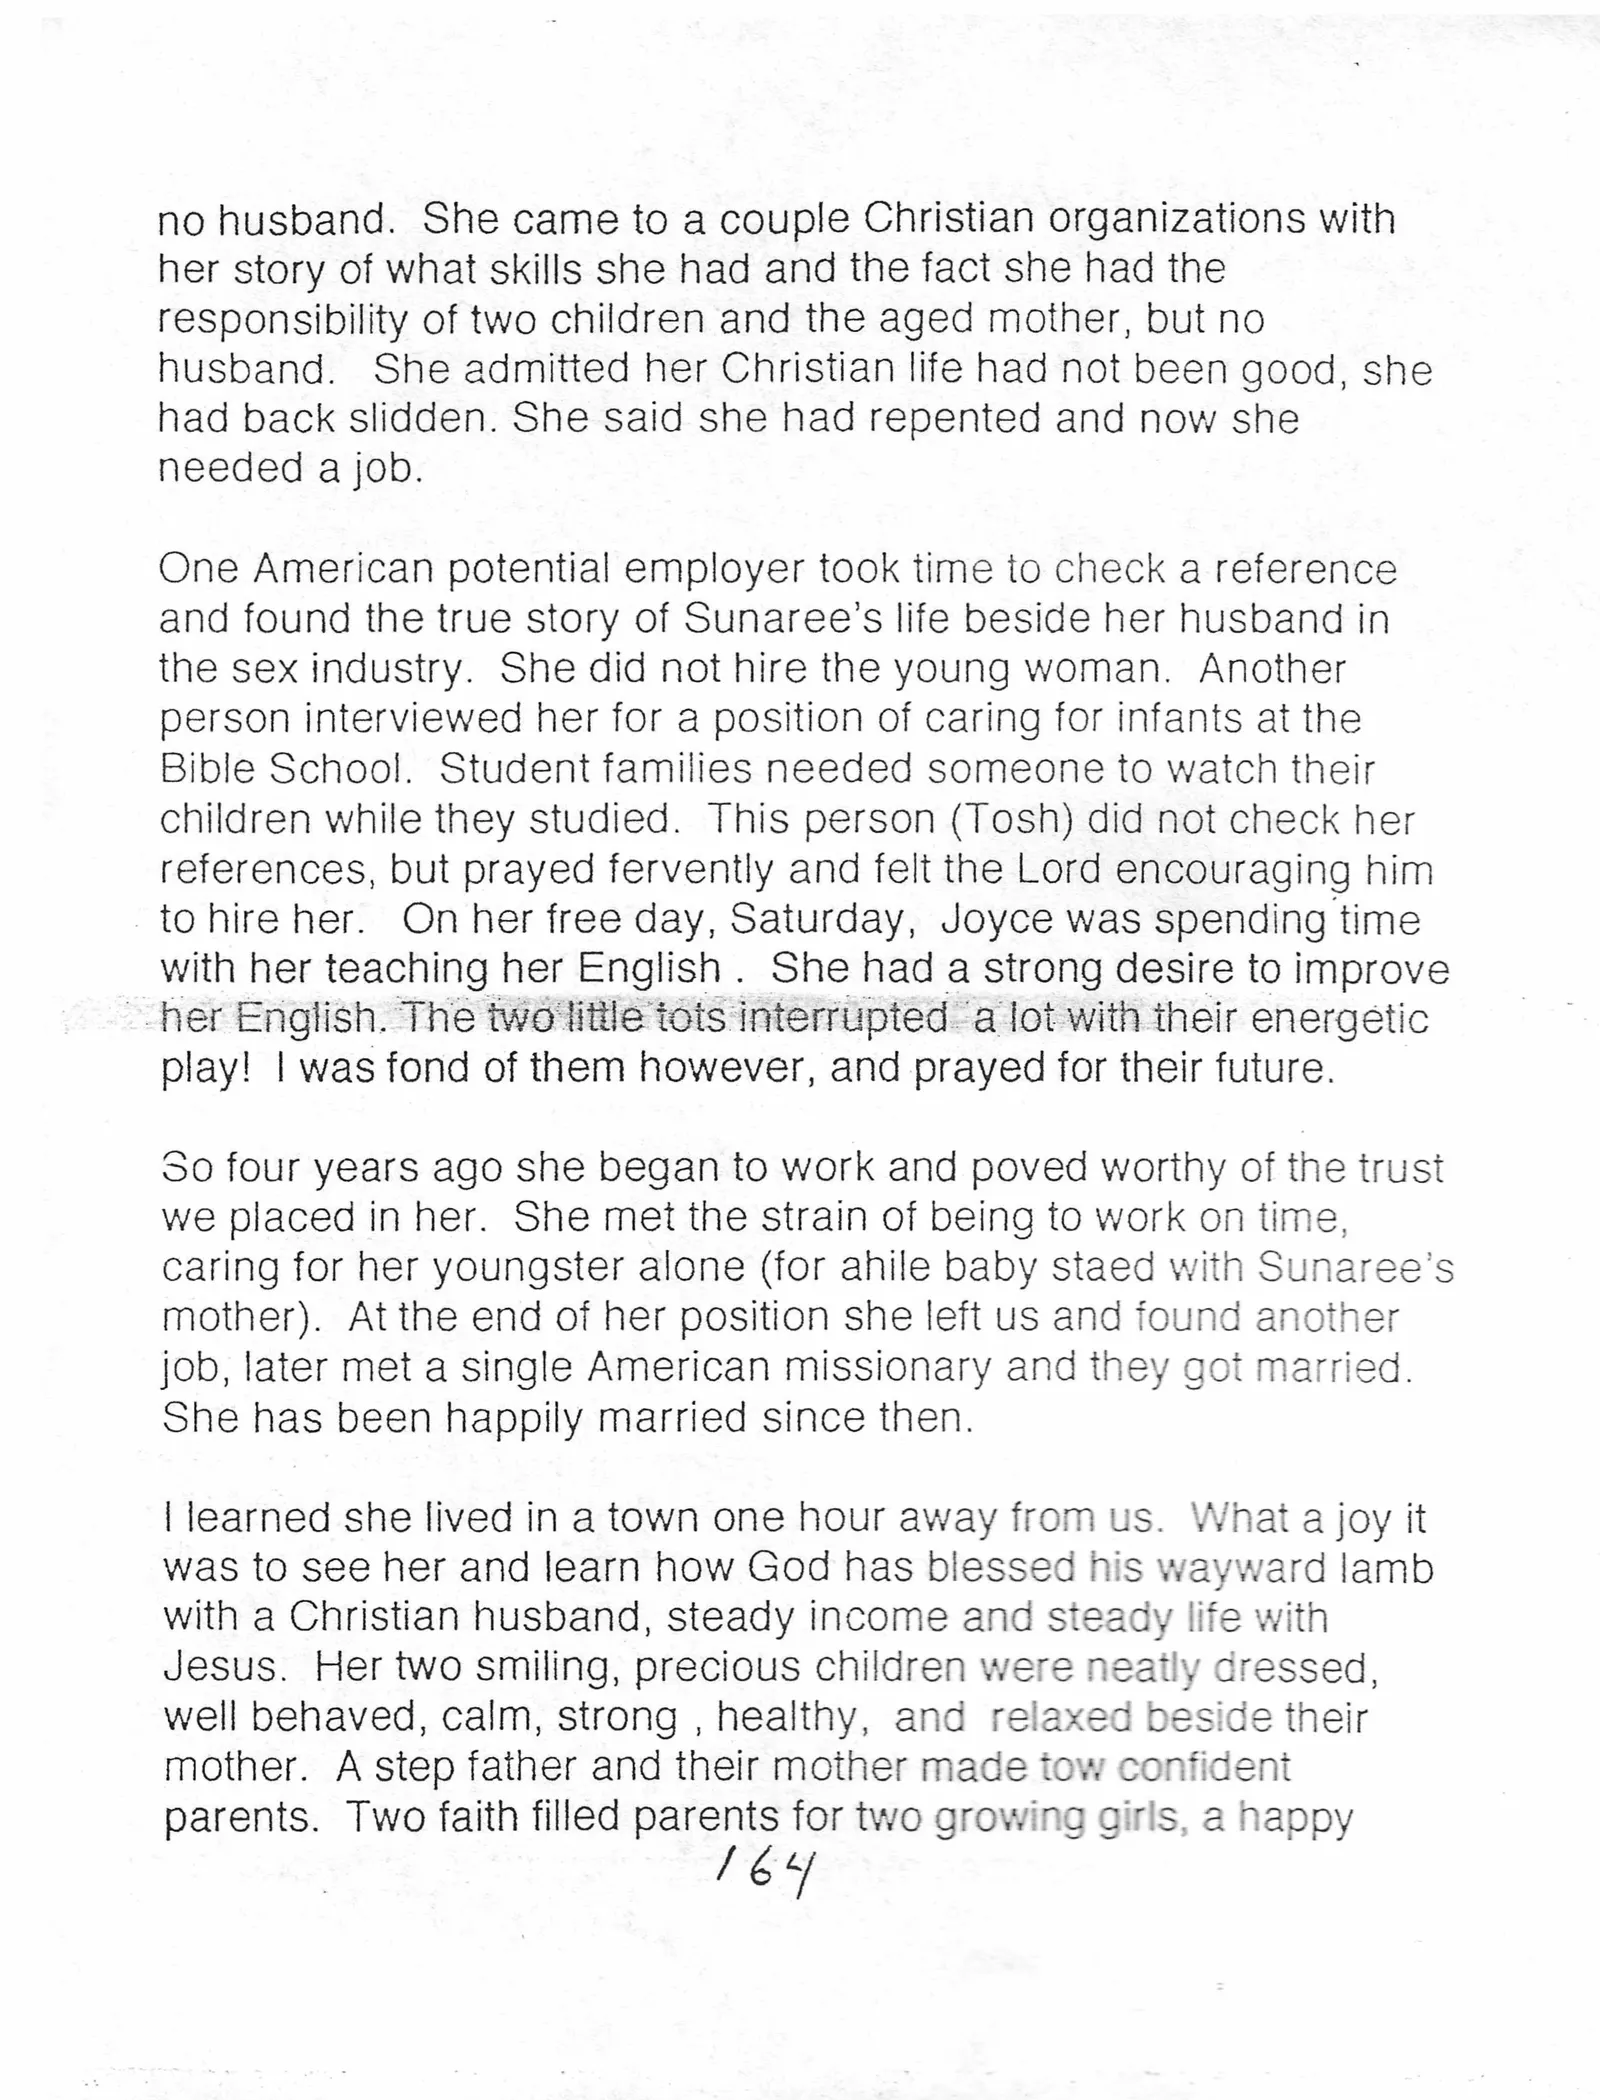 no husband.  She came to a couple Christian organizations with
her story of what skills she had and the fact she had the
responsibility of two children and the aged mother, but no
husband.   She admitted her Christian life had not been good, she
had back slidden. She said she had repented and now she
needed a job.
One American potential employer took time to check a reference
and found the true story of Sunaree's life beside her husband in
the sex industry.  She did not hire the young woman.  Another
person interviewed her for a position of caring for infants at the
Bible School.  Student families needed someone to watch their
children while they studied.  This person (Tosh) did not check her
references, but prayed fervently and felt the Lord encouraging him
to hire her.   On her free day, Saturday,  Joyce was spending time
with her teaching her English .  She had a strong desire to improve
her English. The two little tots interrupted  a lot with their energetic
play!  I was fond of them however, and prayed for their future.
So four years ago she began to work and poved worthy of the trust
we placed in her.  She met the strain of being to work on time,
caring for her youngster alone (for ahile baby staed with Sunaree's
mother).  At the end of her position she left us and found another
job, later met a single American missionary and they got married.
She has been happily married since then.
I learned she lived in a town one hour away from us.  What a joy it
was to see her and learn how God has blessed his wayward lamb
with a Christian husband, steady income and steady life with
Jesus.  Her two smiling, precious children were neatly dressed,
well behaved, calm, strong , healthy,  and  relaxed beside their
mother.  A step father and their mother made tow confident
parents.  Two faith filled parents for two growing girls, a happy
164